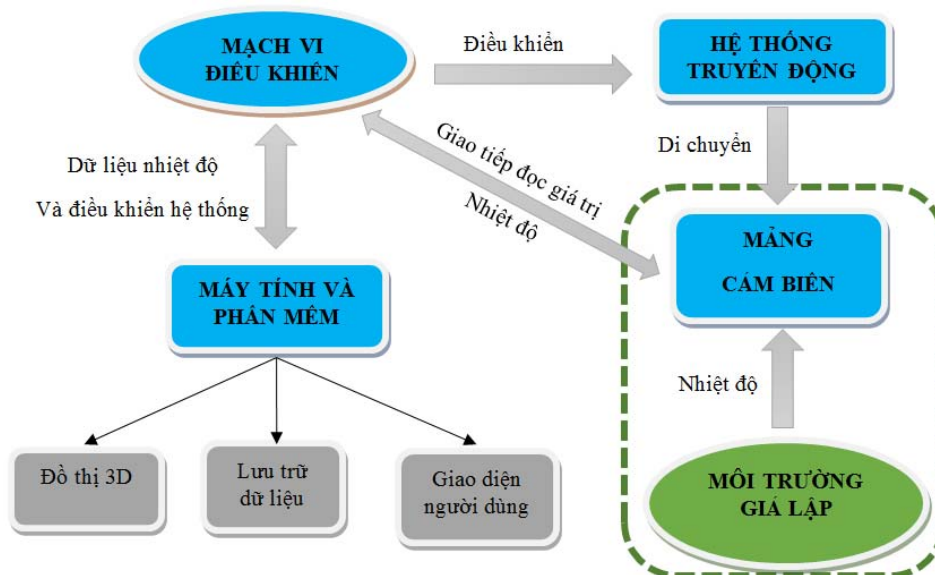 MẠCH VI
ĐIỀU KHIỂN
Điều khiển
HỆ THỐNG
TRUYỀN ĐỘNG
Dữ liệu nhiệt độ
Và điều khiển hệ thống
Giao tiếp đọc giá trị
Nhiệt độ
Di chuyển
MẢNG
CẢM BIẾN
MÁY TÍNH VÀ
PHẦN MỀM
Nhiệt độ
Đồ thị 3D
Lưu trữ
dữ liệu
Giao diện
người dùng
MÔI TRƯỜNG
GIẢ LẬP